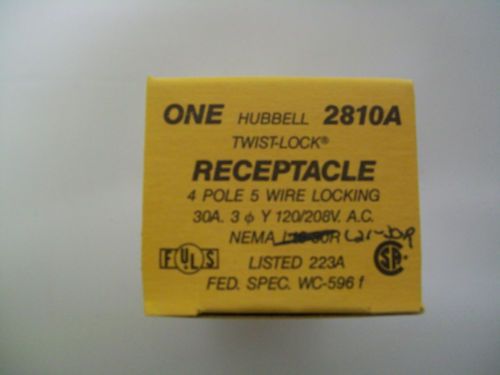 ONE HUBBELL 2810A
TWIST-LOCK®
RECEPTACLE
4 POLE 5 WIRE LOCKING
30A. 3 φ Y 120/208V. A.C.
NEMA
F UL S LISTED 223A SA
FED. SPEC. WC-596 f